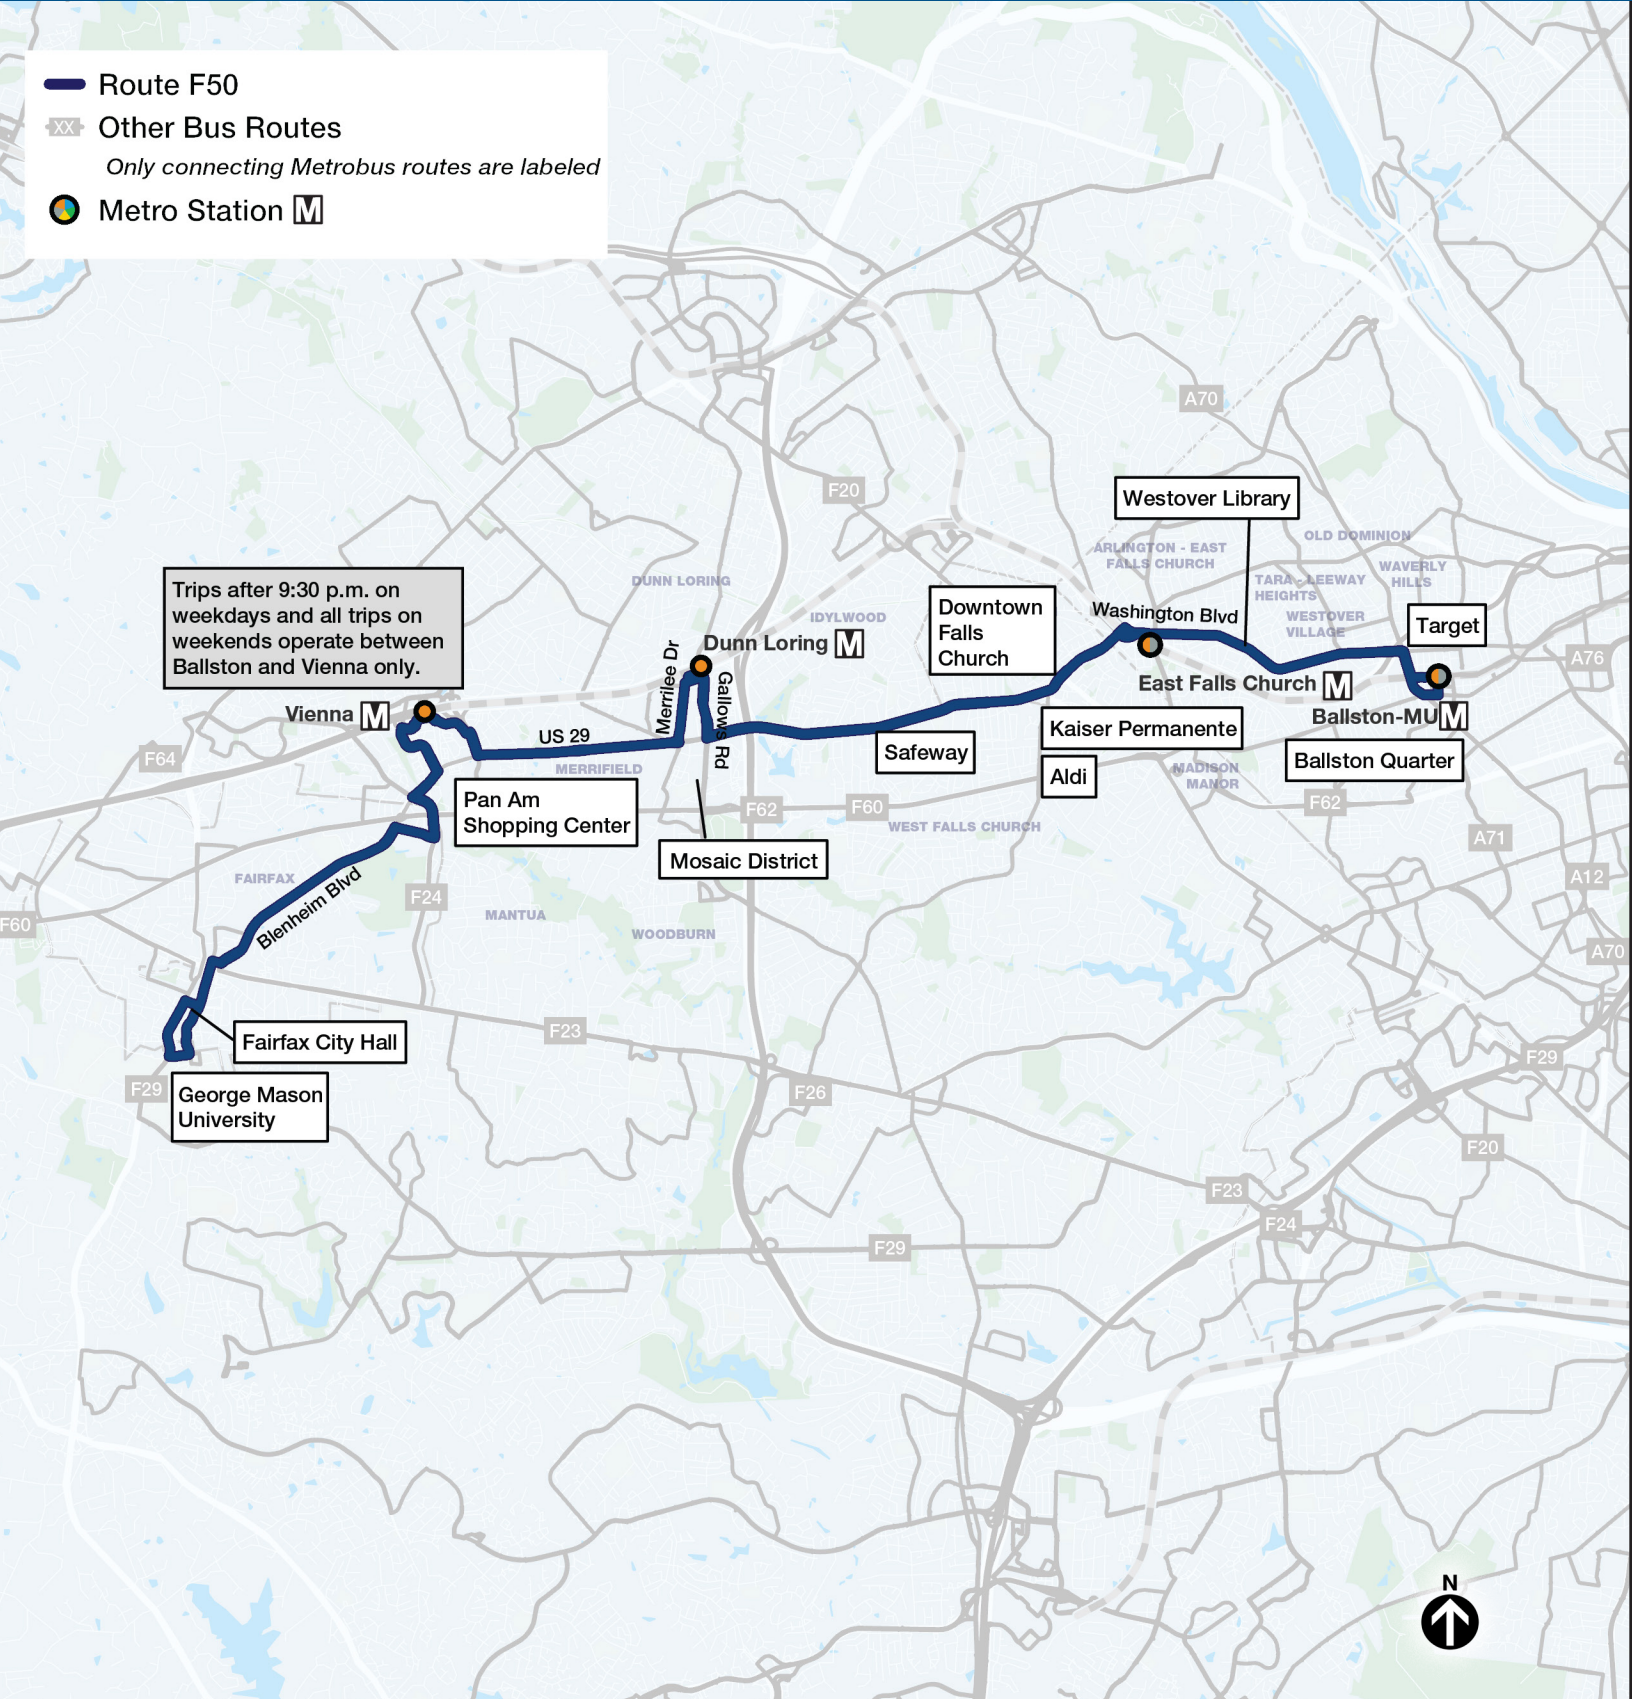 Route F50
XX
Other Bus Routes
Only connecting Metrobus routes are labeled
Metro Station M
A70
F20
Westover Library
OLD DOMINION
ARLINGTON - EAST
FALLS CHURCH
WAVERLY
HILLS
TARA - LEEWAY
HEIGHTS
WESTOVER
VILLAGE
DUNN LORING
IDYLWOOD
Trips after 9:30 p.m. on
weekdays and all trips on
weekends operate between
Ballston and Vienna only.
Downtown
Falls
Church
Washington Blvd
Target
Dunn Loring M
Merrilee Dr
Gallows Rd
A76
East Falls Church M
Vienna M
Ballston-MU M
US 29
Kaiser Permanente
Safeway
F64
MERRIFIELD
Aldi
Ballston Quarter
MADISON
MANOR
Pan Am
Shopping Center
F62
F60
F62
WEST FALLS CHURCH
A71
Mosaic District
FAIRFAX
Blenheim Blvd
F24
A12
MANTUA
F60
WOODBURN
A70
F23
Fairfax City Hall
F29
F29
George Mason
University
F26
F20
F23
F24
F29
N